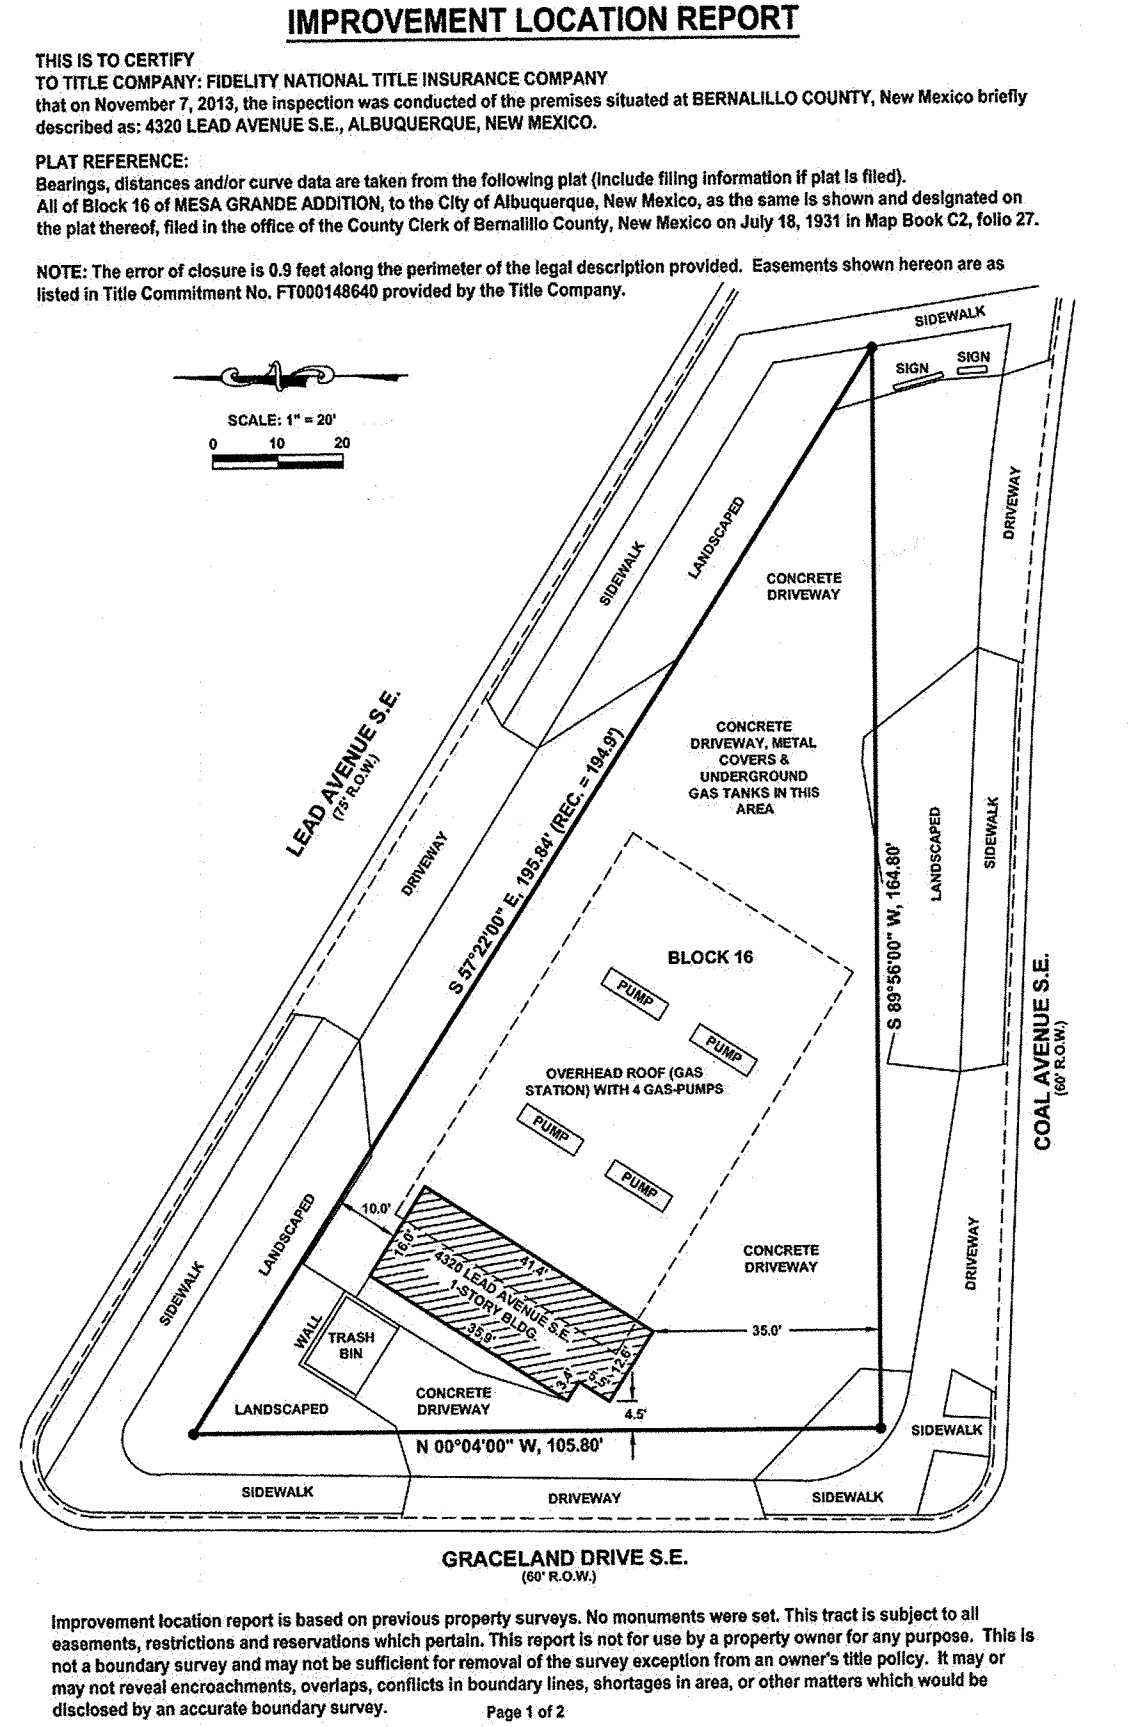 IMPROVEMENT LOCATION REPORT
THIS IS TO CERTIFY
TO TITLE COMPANY: FIDELITY NATIONAL TITLE INSURANCE COMPANY
that on November 7, 2013, the inspection was conducted of the premises situated at BERNALILLO COUNTY, New Mexico briefly
described as: 4320 LEAD AVENUE S.E., ALBUQUERQUE, NEW MEXICO.
PLAT REFERENCE:
Bearings, distances and/or curve data are taken from the following plat (include filing information if plat is filed).
All of Block 16 of MESA GRANDE ADDITION, to the City of Albuquerque, New Mexico, as the same is shown and designated on
the plat thereof, filed in the office of the County Clerk of Bernalillo County, New Mexico on July 18, 1931 in Map Book C2, folio 27.
NOTE: The error of closure is 0.9 feet along the perimeter of the legal description provided. Easements shown hereon are as
listed in Title Commitment No. FT000148640 provided by the Title Company.
SIDEWALK
SIGN
SIGN
SCALE: 1" = 20'
0 10 20
DRIVEWAY
LANDSCAPED
SIDEWALK
CONCRETE
DRIVEWAY
LEAD AVENUE S.E.
(75' R.O.W.)
CONCRETE
DRIVEWAY, METAL
COVERS &
UNDERGROUND
GAS TANKS IN THIS
AREA
S 57°22'00" E, 195.84' (REC. = 194.9')
DRIVEWAY
LANDSCAPED
SIDEWALK
S 89°56'00" W, 164.80'
BLOCK 16
PUMP
PUMP
OVERHEAD ROOF (GAS
STATION) WITH 4 GAS-PUMPS
PUMP
PUMP
COAL AVENUE S.E.
(60' R.O.W.)
10.0'
16.0'
41.4'
4320 LEAD AVENUE S.E.
1-STORY BLDG.
35.9'
3.4'
5.5'
12.6'
LANDSCAPED
SIDEWALK
CONCRETE
DRIVEWAY
DRIVEWAY
35.0'
WALL
TRASH
BIN
LANDSCAPED
CONCRETE
DRIVEWAY
4.5'
N 00°04'00" W, 105.80'
SIDEWALK
SIDEWALK
DRIVEWAY
SIDEWALK
GRACELAND DRIVE S.E.
(60' R.O.W.)
Improvement location report is based on previous property surveys. No monuments were set. This tract is subject to all
easements, restrictions and reservations which pertain. This report is not for use by a property owner for any purpose. This is
not a boundary survey and may not be sufficient for removal of the survey exception from an owner's title policy. It may or
may not reveal encroachments, overlaps, conflicts in boundary lines, shortages in area, or other matters which would be
disclosed by an accurate boundary survey.
Page 1 of 2